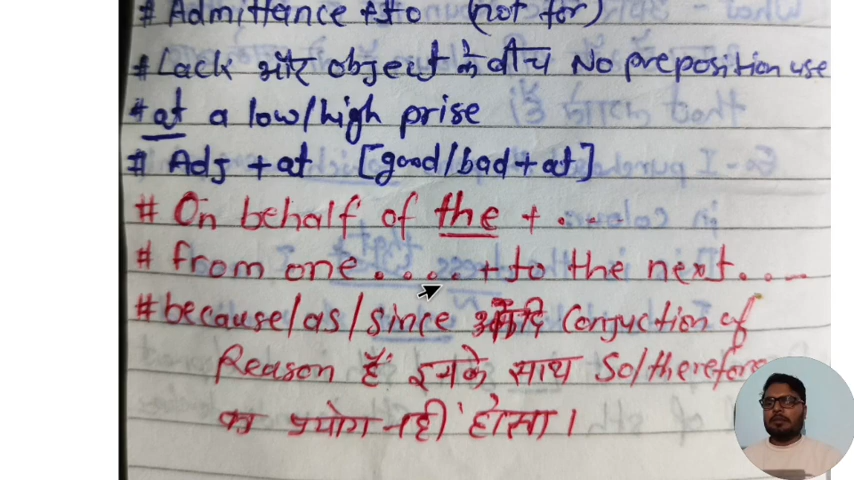 # Admittance + to (not for)
# Lack और object के बीच No preposition use
# at a low/high prise
# Adj + at [good/bad + at]
# On behalf of the + . . .
# from one . . . . + to the next . . . .
# because/as/since आदि Conjuction of
Reason हैं इनके साथ So/therefore
का प्रयोग नही होता।